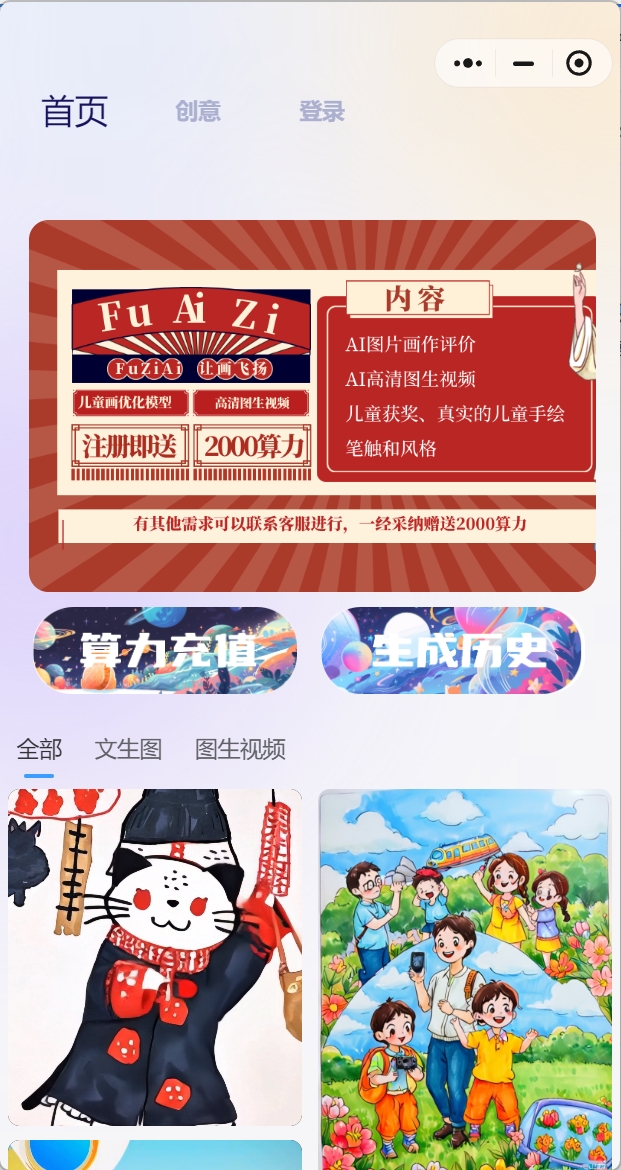 首页
创意
登录
Fu Ai Zi
FuZiAi 让画飞扬
儿童画优化模型
高清图生视频
注册即送
2000算力
内容
AI图片画作评价
AI高清图生视频
儿童获奖、真实的儿童手绘
笔触和风格
有其他需求可以联系客服进行，一经采纳赠送2000算力
算力充值
生成历史
全部
文生图
图生视频